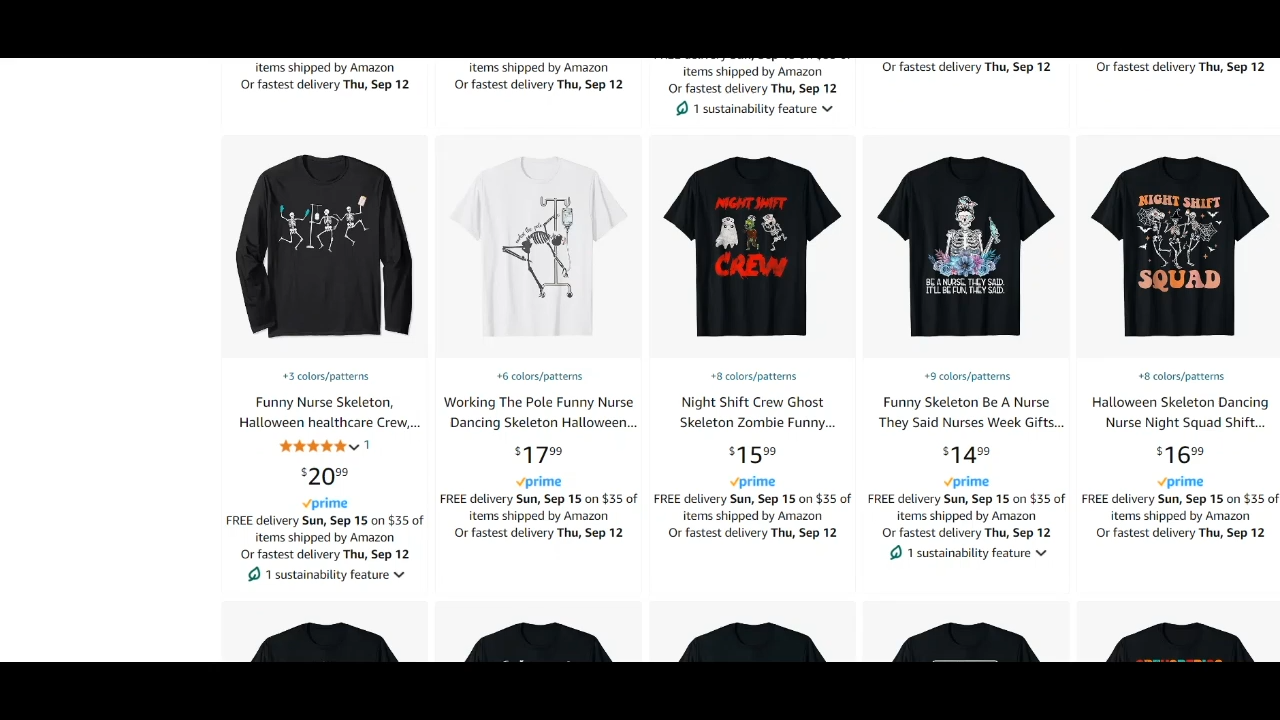 items shipped by Amazon
Or fastest delivery Thu, Sep 12
items shipped by Amazon
Or fastest delivery Thu, Sep 12
items shipped by Amazon
Or fastest delivery Thu, Sep 12
1 sustainability feature
Or fastest delivery Thu, Sep 12
Or fastest delivery Thu, Sep 12
NIGHT SHIFT
CREW
BE A NURSE, THEY SAID.
IT'LL BE FUN, THEY SAID.
NIGHT SHIFT
SQUAD
+3 colors/patterns
Funny Nurse Skeleton,
Halloween healthcare Crew,...
1
$20.99
prime
FREE delivery Sun, Sep 15 on $35 of
items shipped by Amazon
Or fastest delivery Thu, Sep 12
1 sustainability feature
+6 colors/patterns
Working The Pole Funny Nurse
Dancing Skeleton Halloween...
$17.99
prime
FREE delivery Sun, Sep 15 on $35 of
items shipped by Amazon
Or fastest delivery Thu, Sep 12
+8 colors/patterns
Night Shift Crew Ghost
Skeleton Zombie Funny...
$15.99
prime
FREE delivery Sun, Sep 15 on $35 of
items shipped by Amazon
Or fastest delivery Thu, Sep 12
+9 colors/patterns
Funny Skeleton Be A Nurse
They Said Nurses Week Gifts...
$14.99
prime
FREE delivery Sun, Sep 15 on $35 of
items shipped by Amazon
Or fastest delivery Thu, Sep 12
1 sustainability feature
+8 colors/patterns
Halloween Skeleton Dancing
Nurse Night Squad Shift...
$16.99
prime
FREE delivery Sun, Sep 15 on $35 of
items shipped by Amazon
Or fastest delivery Thu, Sep 12